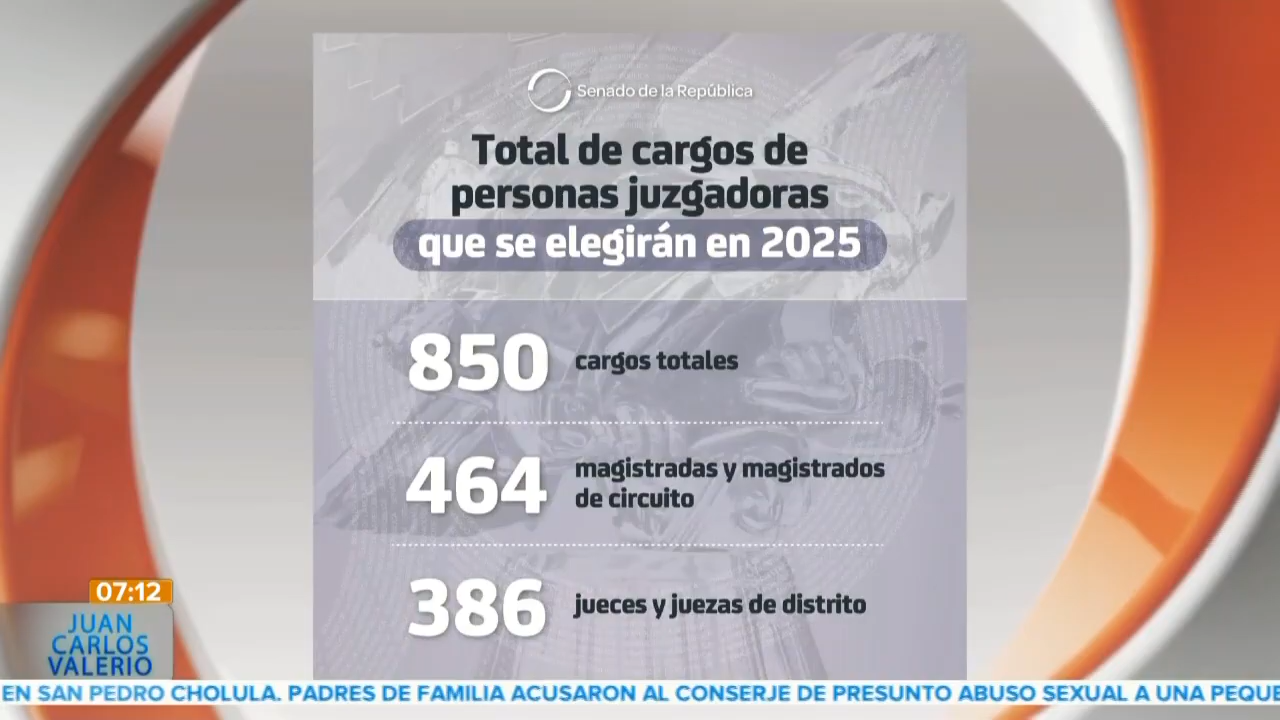 Senado de la República
Total de cargos de
personas juzgadoras
que se elegirán en 2025
850 cargos totales
464 magistradas y magistrados
de circuito
386 jueces y juezas de distrito
07:12
JUAN
CARLOS
VALERIO
EN SAN PEDRO CHOLULA. PADRES DE FAMILIA ACUSARON AL CONSERJE DE PRESUNTO ABUSO SEXUAL A UNA PEQUE